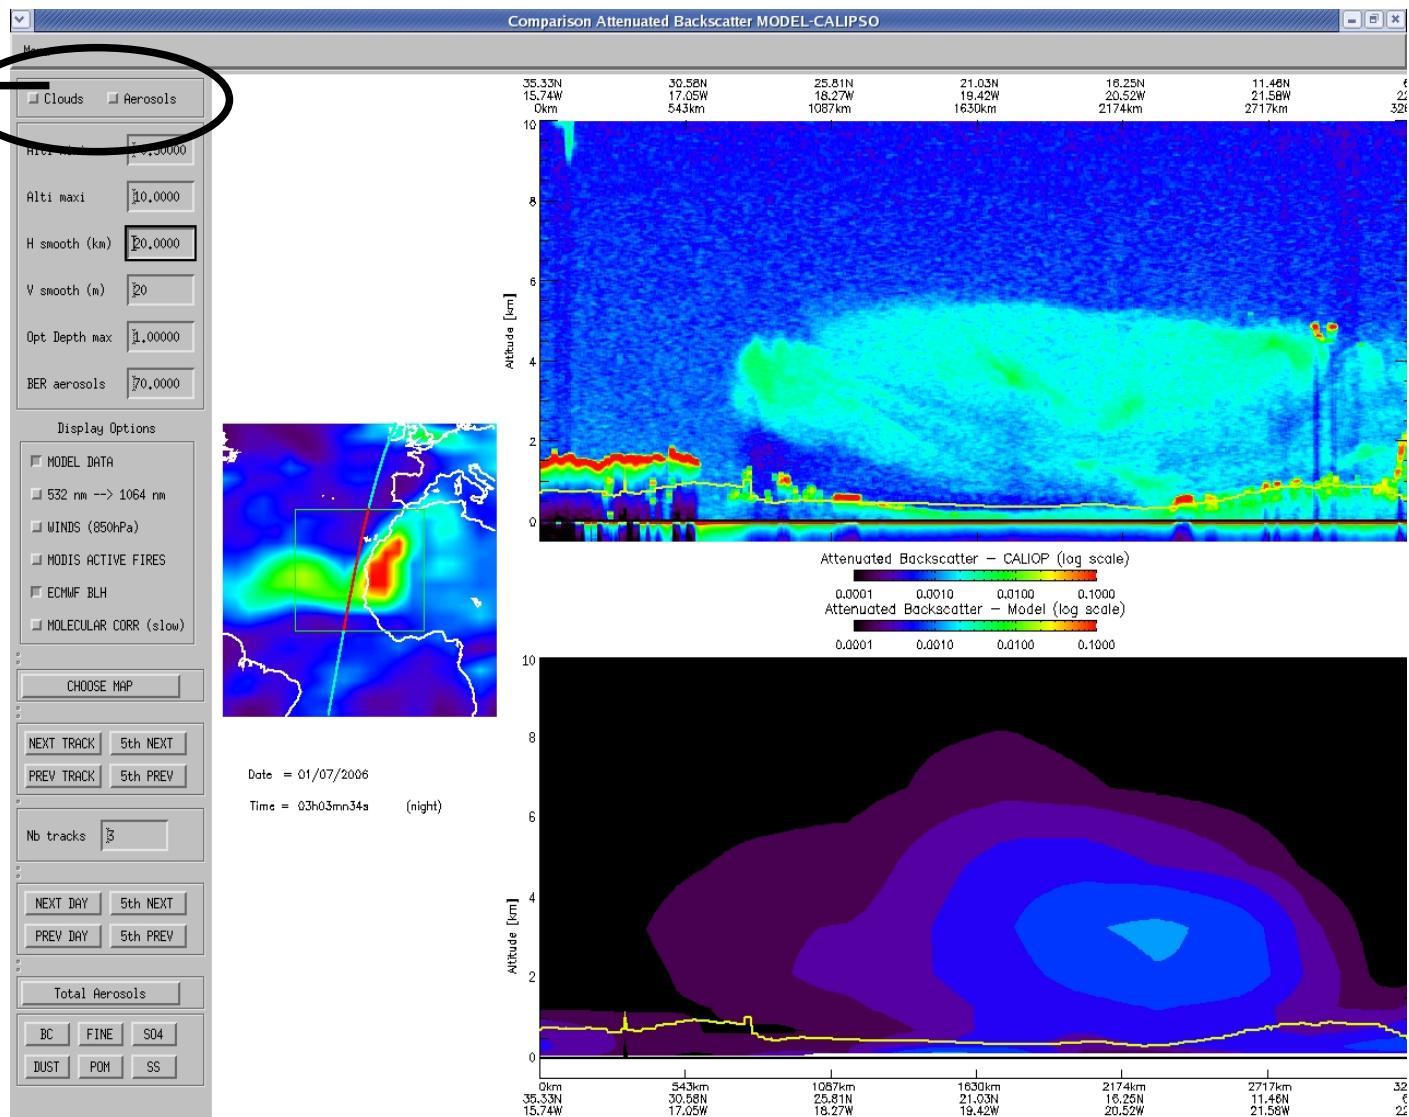 Comparison Attenuated Backscatter MODEL-CALIPSO
Clouds Aerosols
Alti maxi 10.0000
H smooth (km) 20.0000
V smooth (m) 20
Opt Depth max 1.00000
BER aerosols 70.0000
Display Options
MODEL DATA
532 nm --> 1064 nm
WINDS (850hPa)
MODIS ACTIVE FIRES
ECMWF BLH
MOLECULAR CORR (slow)
CHOOSE MAP
NEXT TRACK 5th NEXT
PREV TRACK 5th PREV
Nb tracks 3
NEXT DAY 5th NEXT
PREV DAY 5th PREV
Total Aerosols
BC FINE SO4
DUST POM SS
Date = 01/07/2006
Time = 03h03mn34s (night)
35.33N 30.58N 25.81N 21.03N 16.25N 11.46N
15.74W 17.05W 18.27W 19.42W 20.52W 21.58W
0km 543km 1087km 1630km 2174km 2717km
10
8
6
4
2
0
Altitude [km]
Attenuated Backscatter – CALIOP (log scale)
0.0001 0.0010 0.0100 0.1000
Attenuated Backscatter – Model (log scale)
0.0001 0.0010 0.0100 0.1000
10
8
6
4
2
0
Altitude [km]
0km 543km 1087km 1630km 2174km 2717km
35.33N 30.58N 25.81N 21.03N 16.25N 11.46N
15.74W 17.05W 18.27W 19.42W 20.52W 21.58W